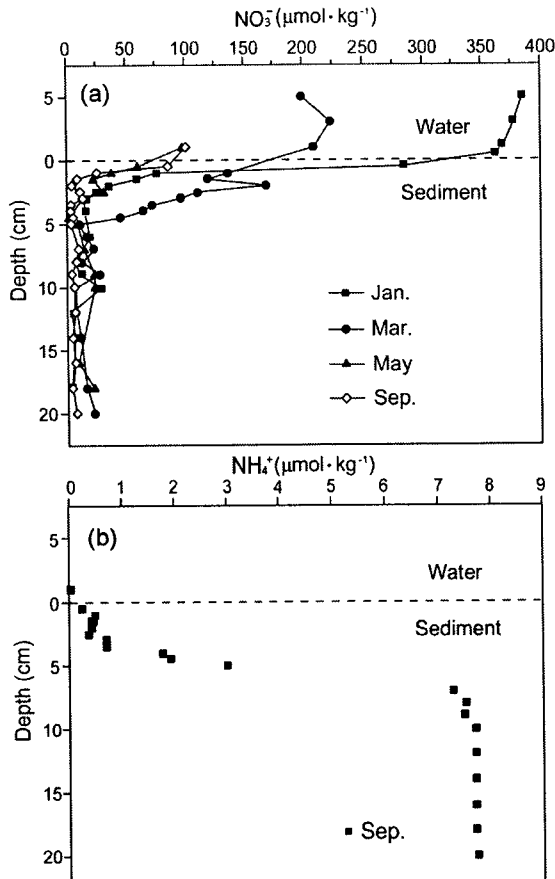 NO₃⁻ (μmol·kg⁻¹)
0 50 100 150 200 250 300 350 400
(a)
5
Water
0
Sediment
5
10
15
20
Depth (cm)
Jan.
Mar.
May
Sep.
NH₄⁺ (μmol·kg⁻¹)
0 1 2 3 4 5 6 7 8 9
(b)
5
Water
0
Sediment
5
10
15
20
Depth (cm)
Sep.